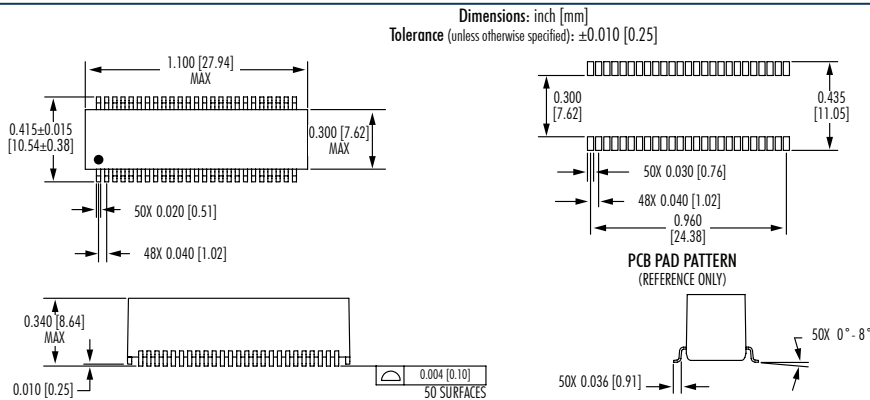 Dimensions: inch [mm]
Tolerance (unless otherwise specified): ±0.010 [0.25]
1.100 [27.94]
MAX
0.415±0.015
[10.54±0.38]
0.300 [7.62]
MAX
50X 0.020 [0.51]
48X 0.040 [1.02]
0.300
[7.62]
0.435
[11.05]
50X 0.030 [0.76]
48X 0.040 [1.02]
0.960
[24.38]
PCB PAD PATTERN
(REFERENCE ONLY)
0.340 [8.64]
MAX
0.010 [0.25]
0.004 [0.10]
50 SURFACES
50X 0°-8°
50X 0.036 [0.91]